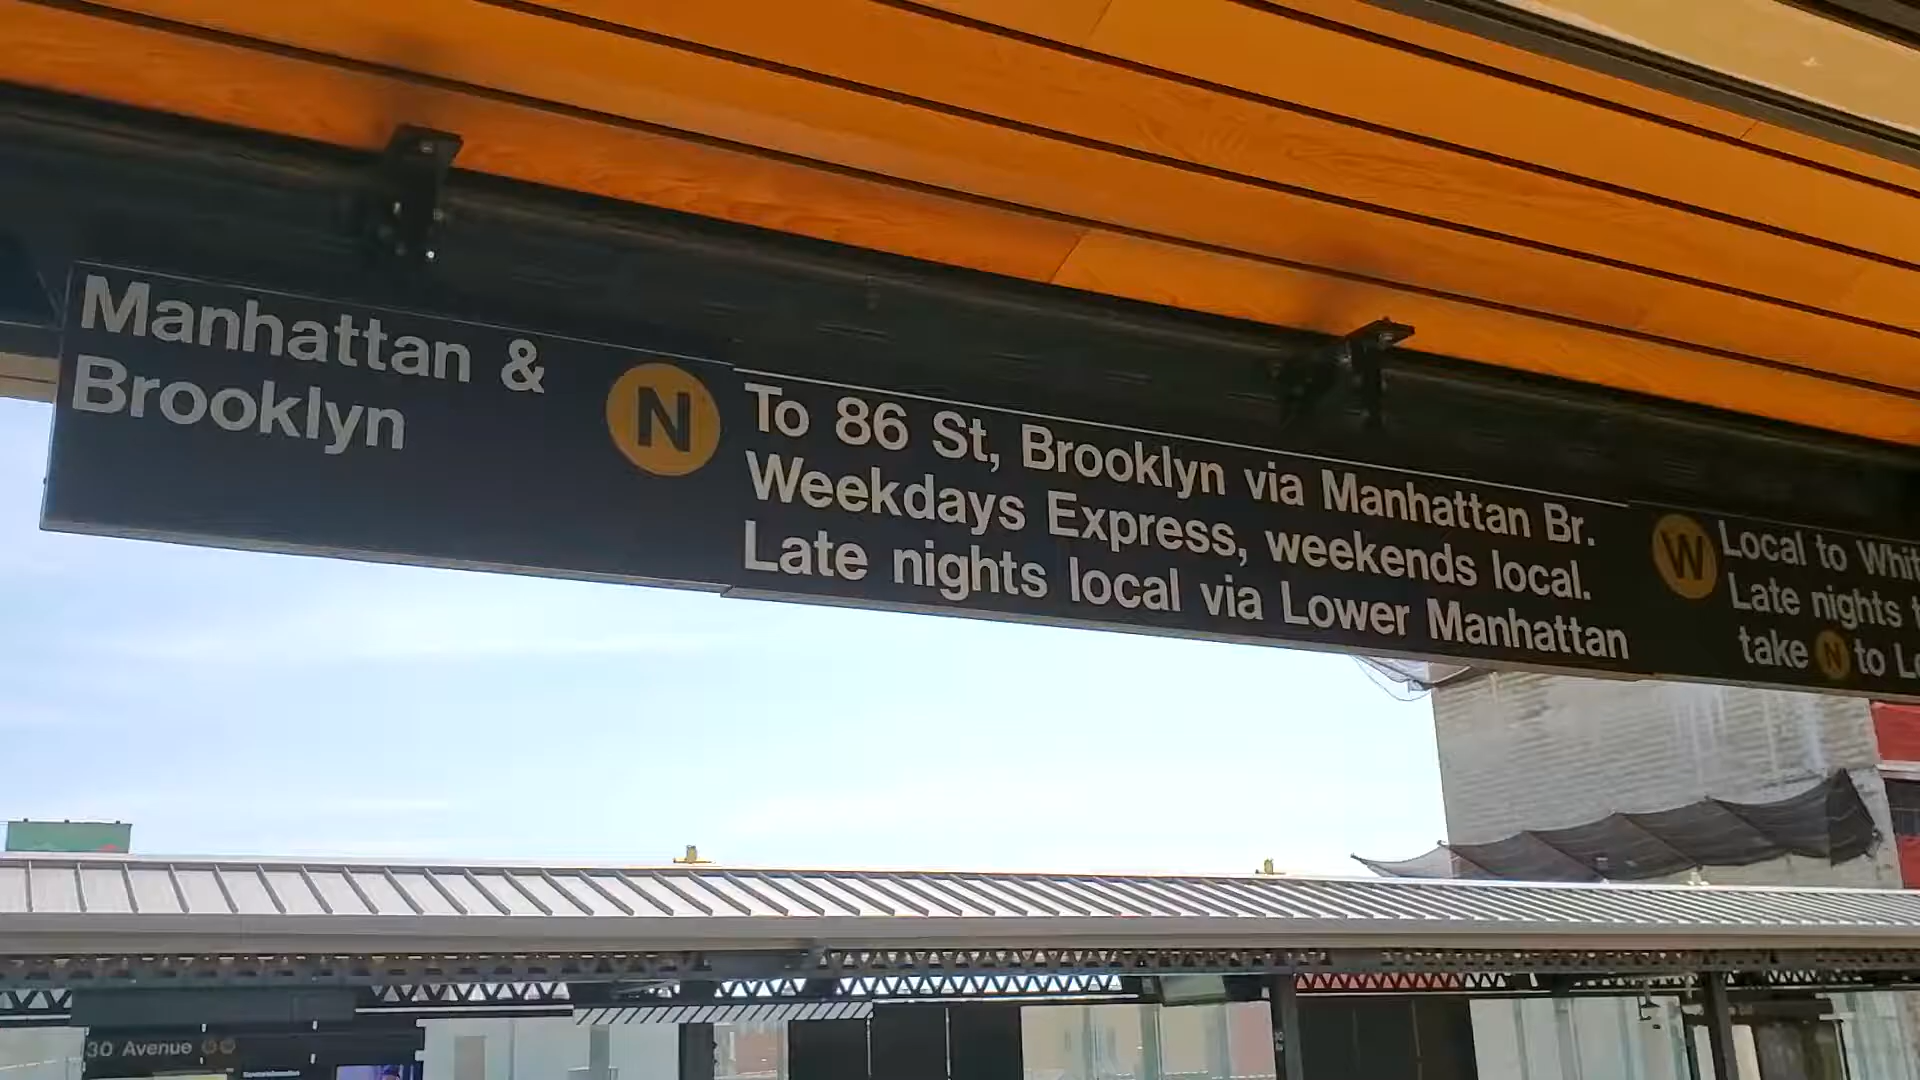 Manhattan &
Brooklyn
N
To 86 St, Brooklyn via Manhattan Br.
Weekdays Express, weekends local.
Late nights local via Lower Manhattan
W
Local to
Late nights
take N to
30 Avenue